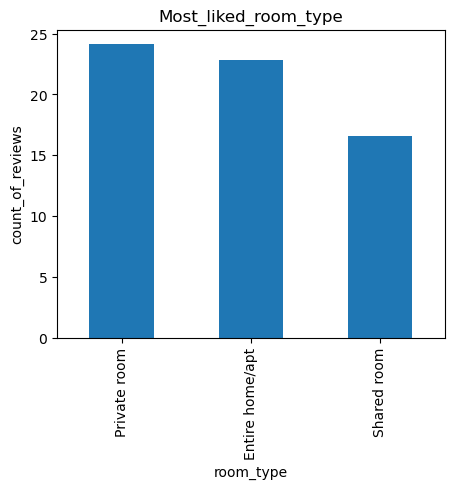 Most_liked_room_type
count_of_reviews
25
20
15
10
5
0
Private room
Entire home/apt
Shared room
room_type